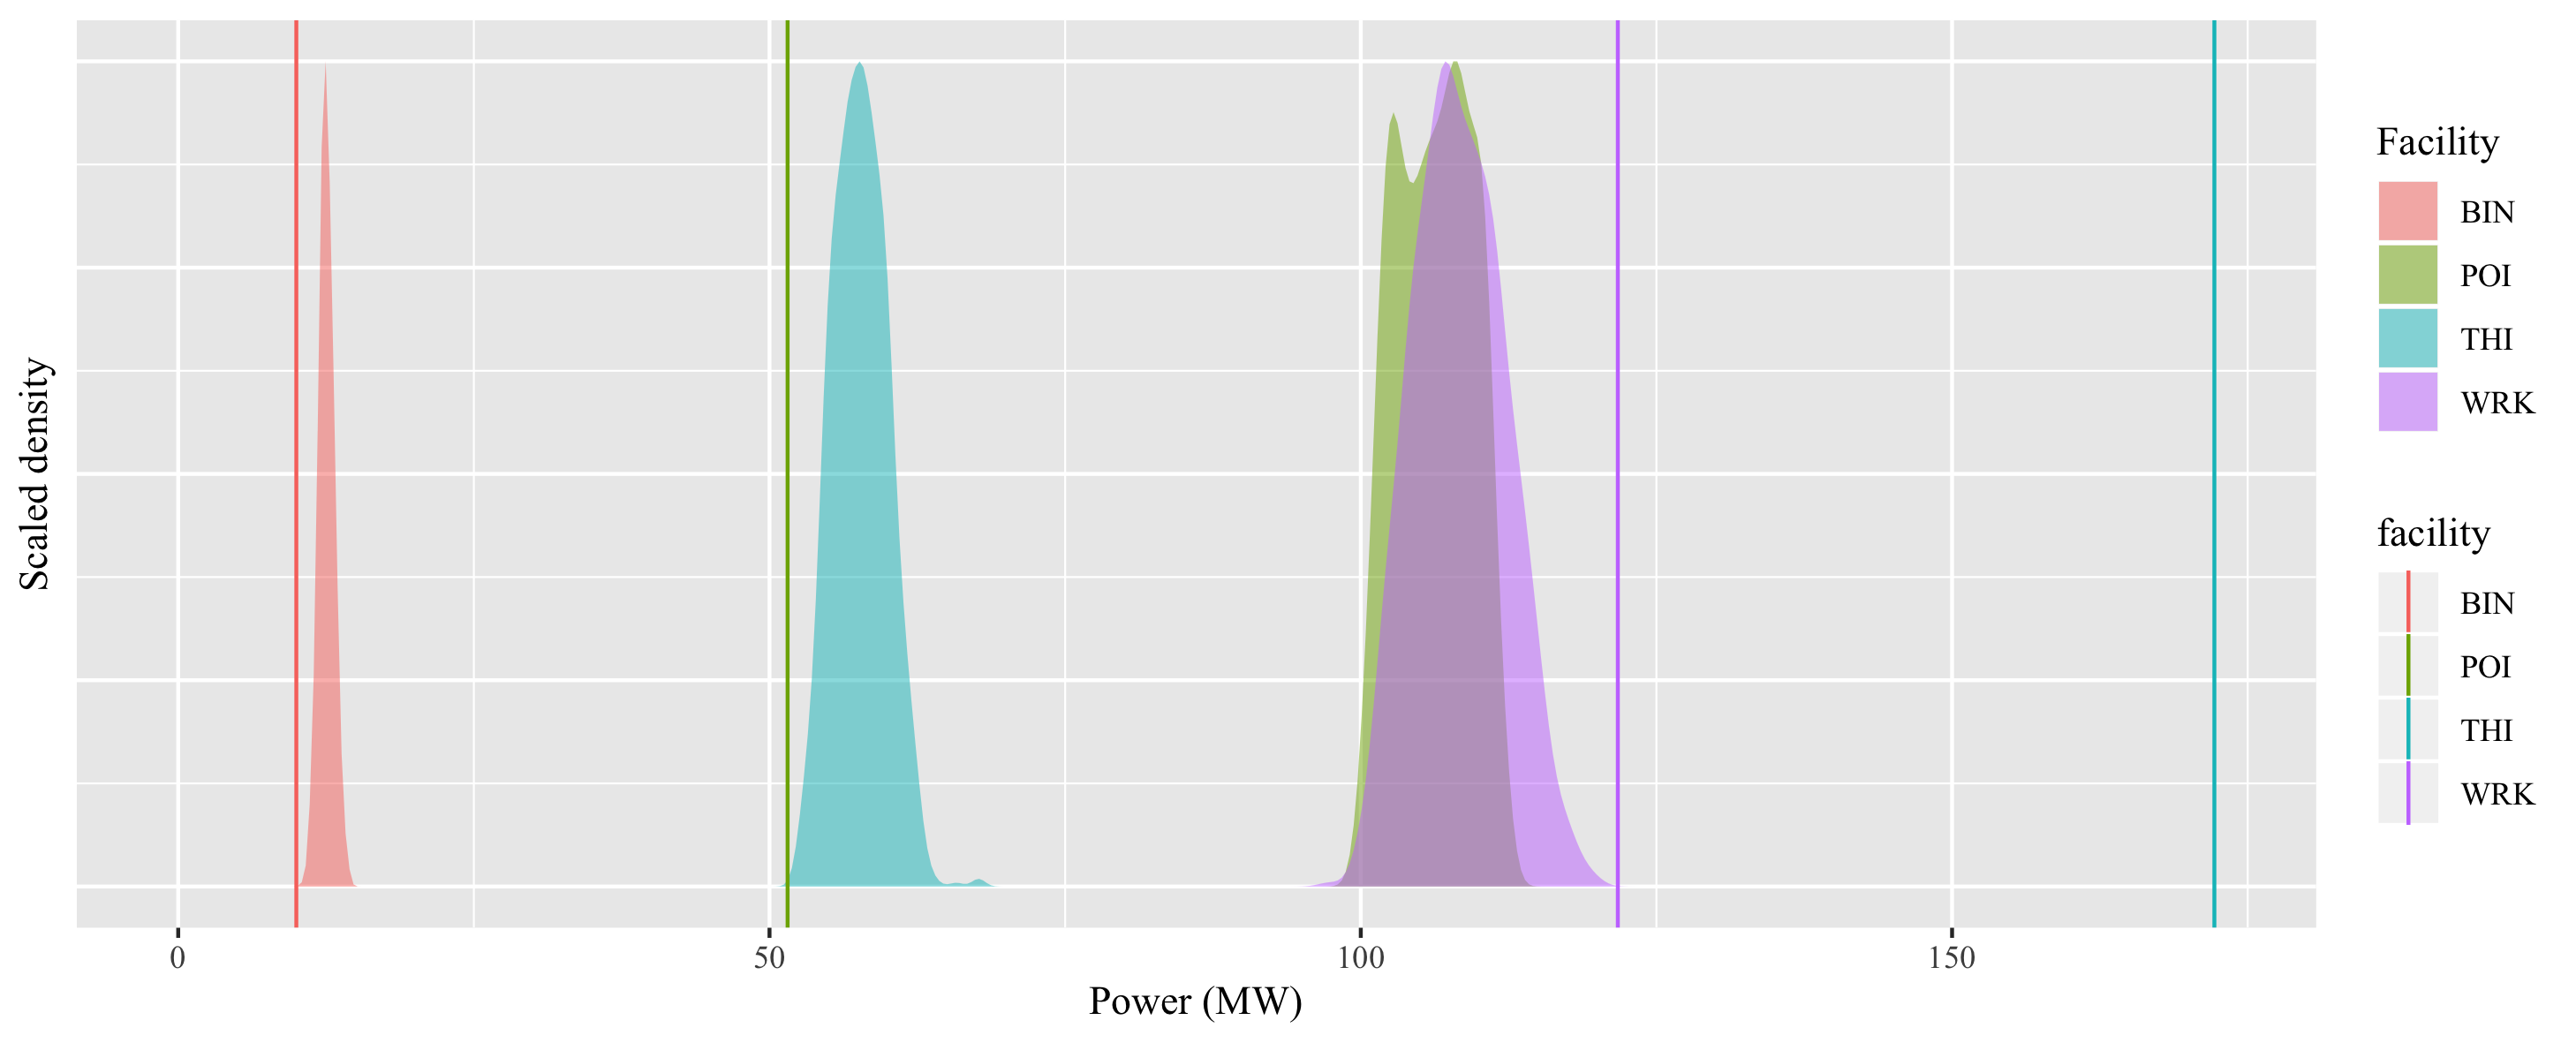 Scaled density
0
50
100
150
Power (MW)
Facility
BIN
POI
THI
WRK
facility
BIN
POI
THI
WRK